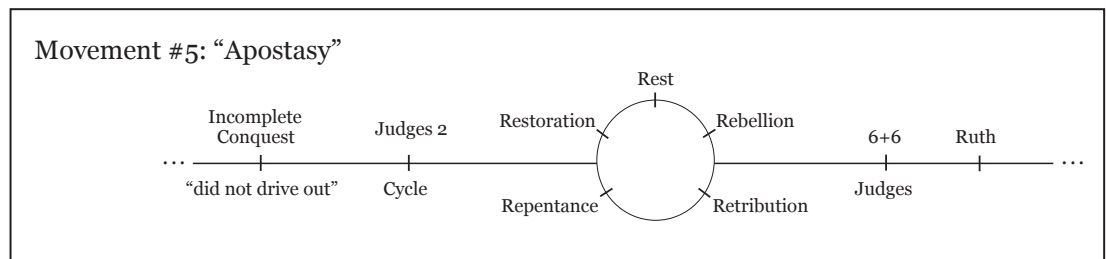 Movement #5: “Apostasy”
Rest
Incomplete
Conquest
Judges 2
Restoration
Rebellion
6+6
Ruth
…
…
“did not drive out”
Cycle
Repentance
Retribution
Judges